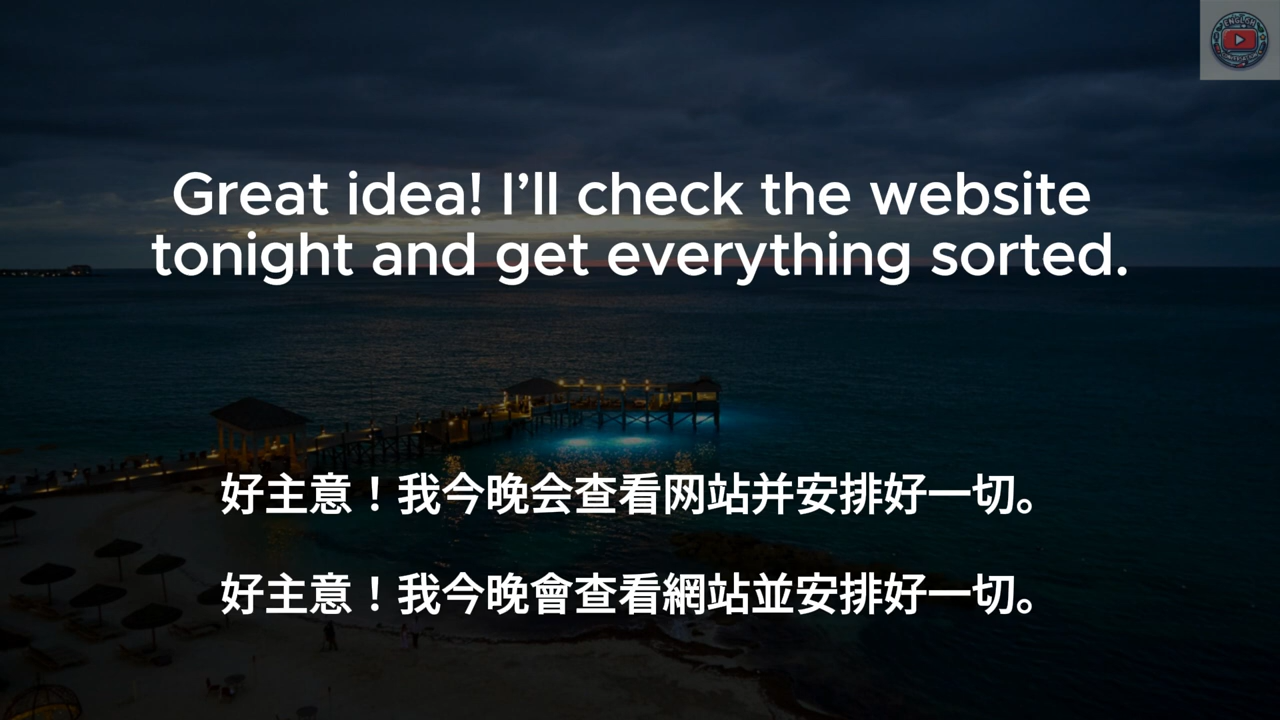 Great idea! I’ll check the website
tonight and get everything sorted.
好主意！我今晚会查看网站并安排好一切。
好主意！我今晚會查看網站並安排好一切。